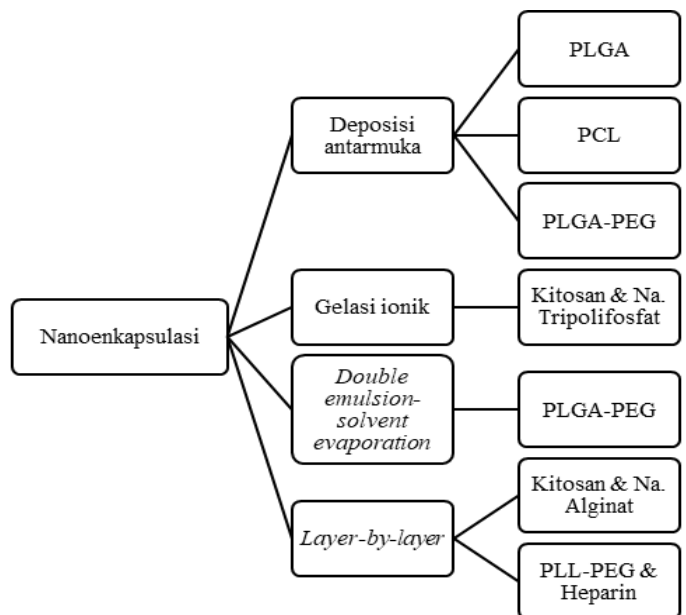 Nanoenkapsulasi
Deposisi
antarmuka
PLGA
PCL
PLGA-PEG
Gelasi ionik
Kitosan & Na.
Tripolifosfat
Double
emulsion-
solvent
evaporation
PLGA-PEG
Layer-by-layer
Kitosan & Na.
Alginat
PLL-PEG &
Heparin